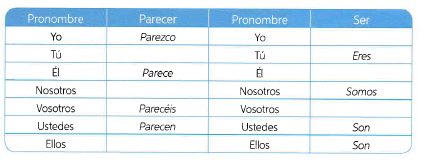 Pronombre Parecer Pronombre Ser
Yo Parezco Yo
Tú Tú Eres
Él Parece Él
Nosotros Nosotros Somos
Vosotros Parecéis Vosotros
Ustedes Parecen Ustedes Son
Ellos Ellos Son